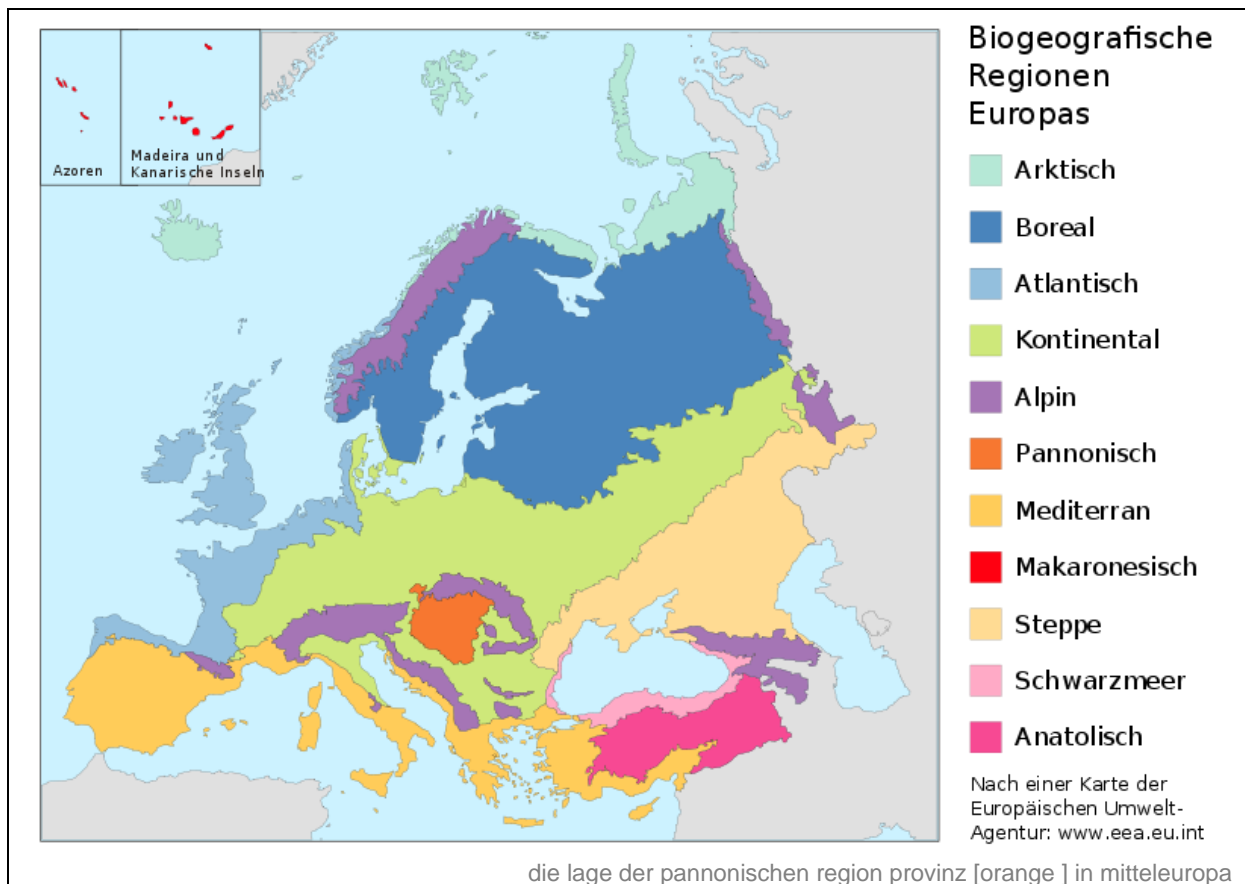 Biogeografische
Regionen
Europas
Azoren
Madeira und
Kanarische Inseln
Arktisch
Boreal
Atlantisch
Kontinental
Alpin
Pannonisch
Mediterran
Makaronesisch
Steppe
Schwarzmeer
Anatolisch
Nach einer Karte der
Europäischen Umwelt-
Agentur: www.eea.eu.int
die lage der pannonischen region provinz [orange ] in mitteleuropa